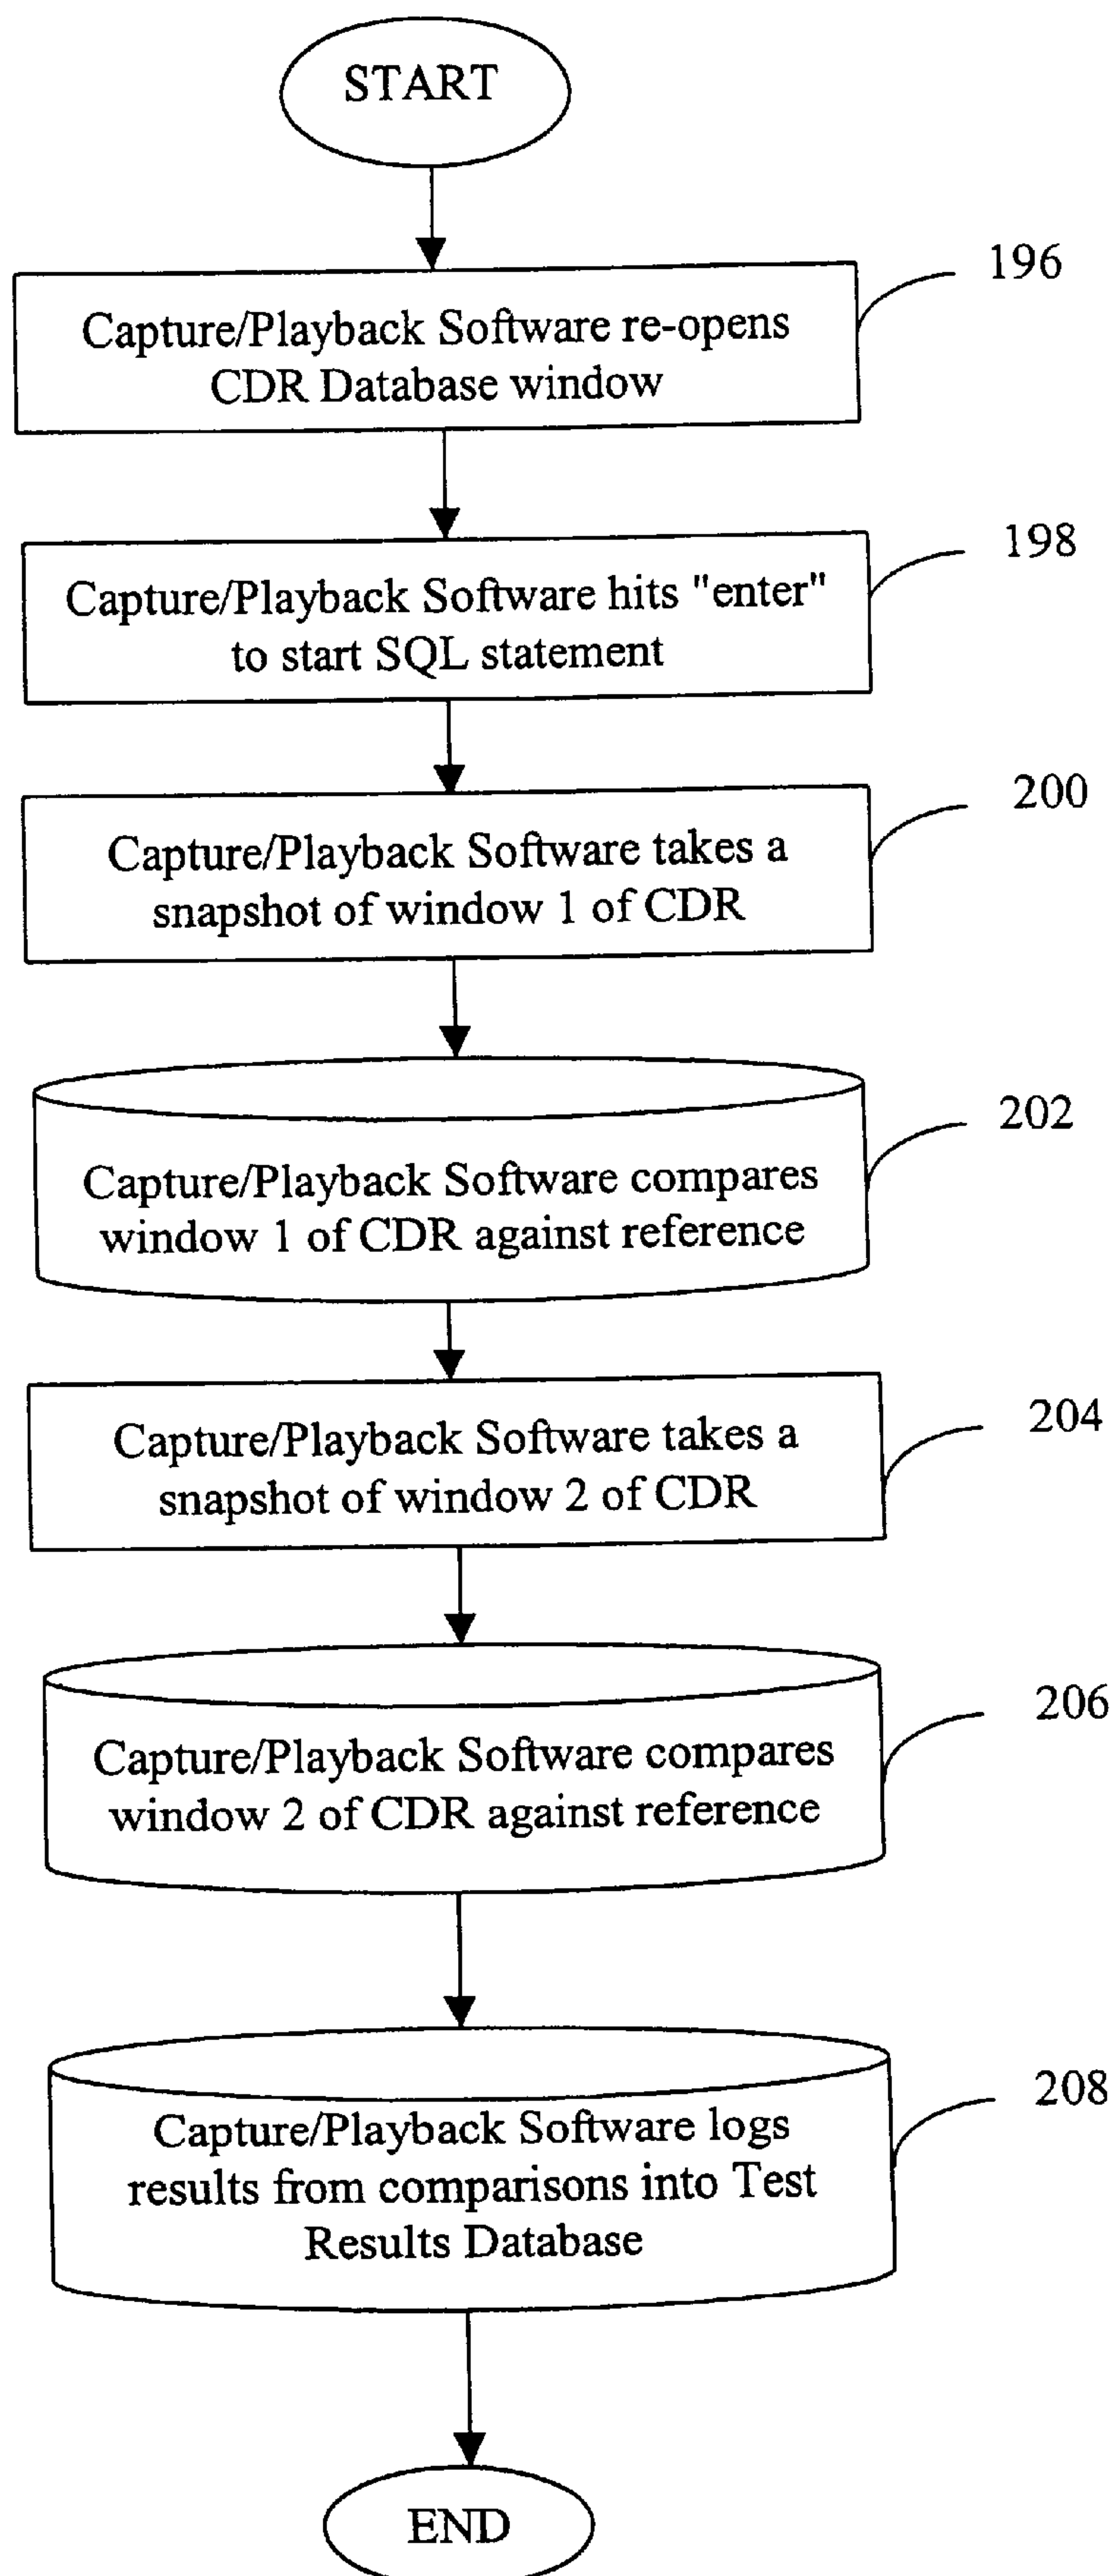 START
196
Capture/Playback Software re-opens
CDR Database window
198
Capture/Playback Software hits "enter"
to start SQL statement
200
Capture/Playback Software takes a
snapshot of window 1 of CDR
202
Capture/Playback Software compares
window 1 of CDR against reference
204
Capture/Playback Software takes a
snapshot of window 2 of CDR
206
Capture/Playback Software compares
window 2 of CDR against reference
208
Capture/Playback Software logs
results from comparisons into Test
Results Database
END